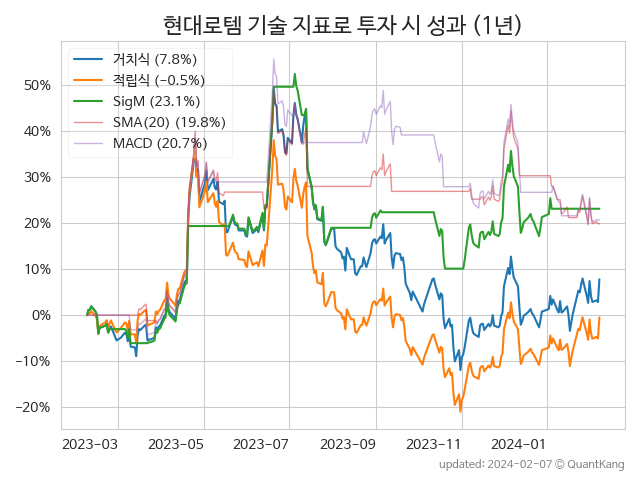 현대로템 기술 지표로 투자 시 성과 (1년)
거치식 (7.8%)
적립식 (−0.5%)
SigM (23.1%)
SMA(20) (19.8%)
MACD (20.7%)
50%
40%
30%
20%
10%
0%
−10%
−20%
2023−03 2023−05 2023−07 2023−09 2023−11 2024−01
updated: 2024−02−07 ⓒ QuantKang